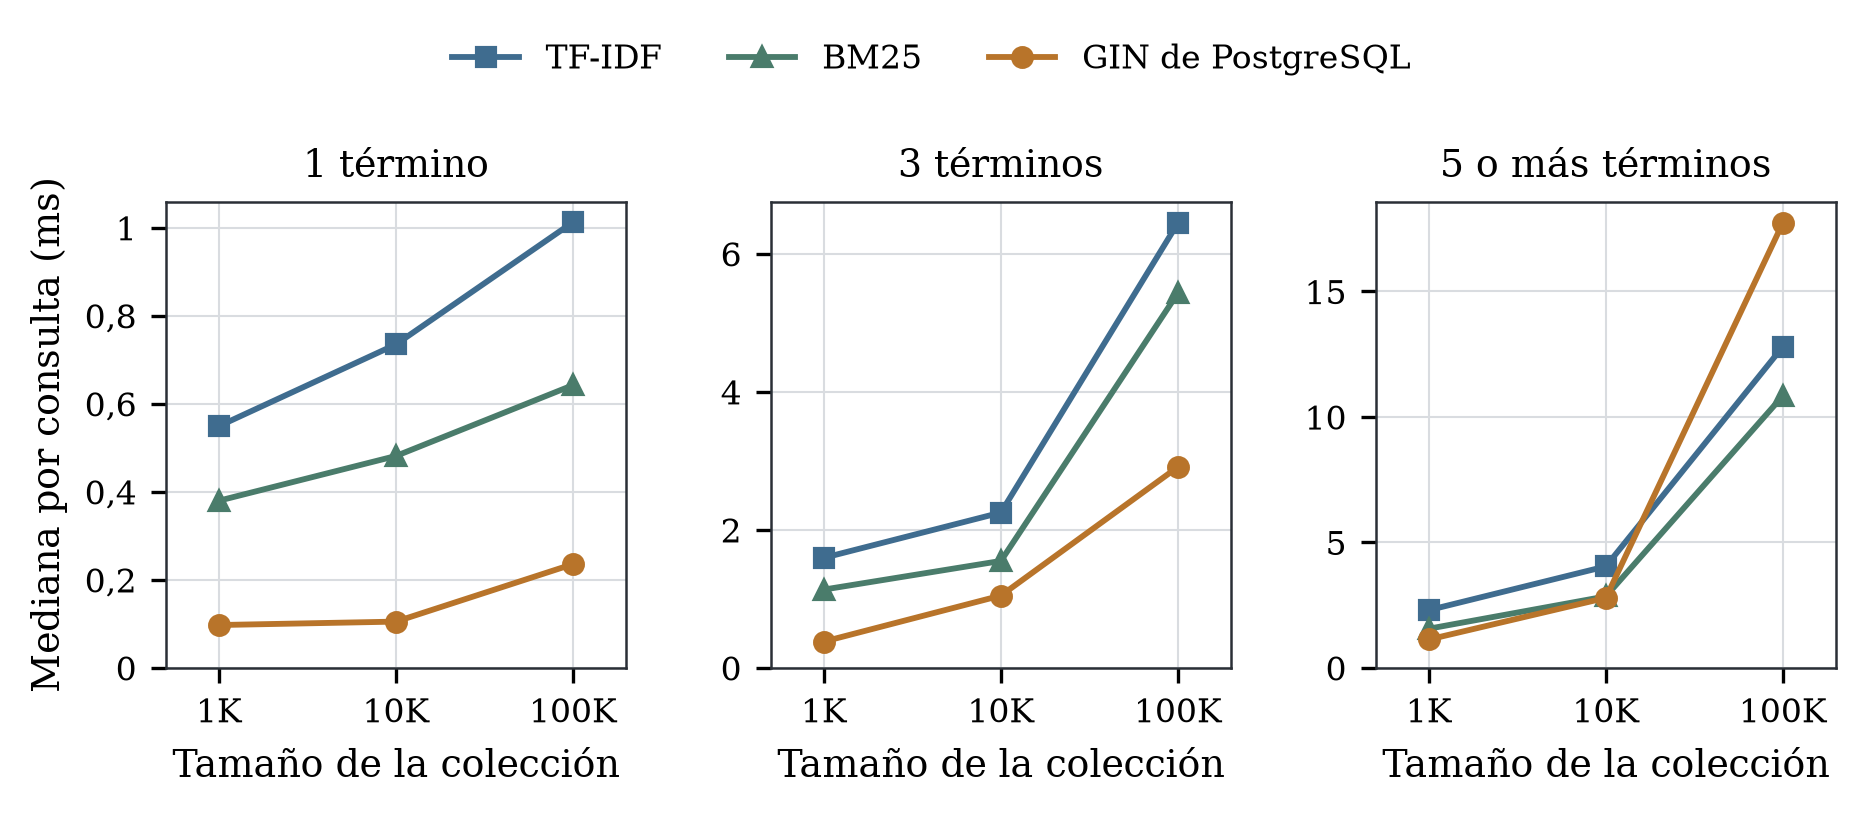 TF-IDF BM25 GIN de PostgreSQL
Mediana por consulta (ms)
1 término
1
0,8
0,6
0,4
0,2
0
1K 10K 100K
Tamaño de la colección
3 términos
6
4
2
0
1K 10K 100K
Tamaño de la colección
5 o más términos
15
10
5
0
1K 10K 100K
Tamaño de la colección